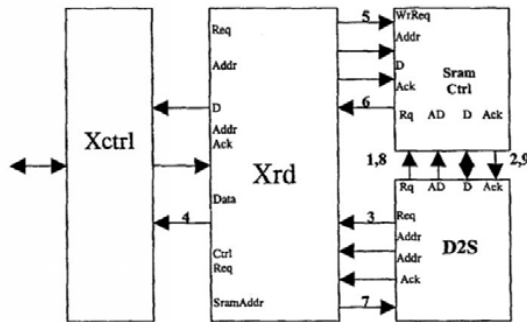 Xctrl
Req
Addr
D
Addr
Ack
Xrd
Data
4
Ctrl
Req
SramAddr
5
6
3
7
WrReq
Addr
D
Ack
Sram
Ctrl
Rq AD D Ack
1,8
2,9
Rq AD D Ack
Req
Addr
Addr
Ack
D2S